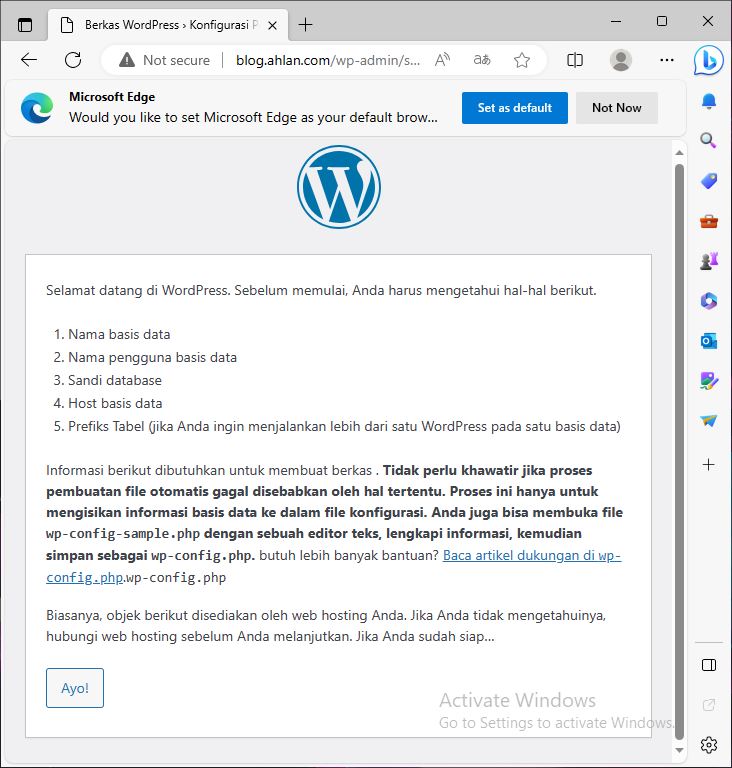 Berkas WordPress › Konfigurasi P
Not secure
blog.ahlan.com/wp-admin/s...
Microsoft Edge
Would you like to set Microsoft Edge as your default brow...
Set as default
Not Now
Selamat datang di WordPress. Sebelum memulai, Anda harus mengetahui hal-hal berikut.
1. Nama basis data
2. Nama pengguna basis data
3. Sandi database
4. Host basis data
5. Prefiks Tabel (jika Anda ingin menjalankan lebih dari satu WordPress pada satu basis data)
Informasi berikut dibutuhkan untuk membuat berkas . Tidak perlu khawatir jika proses
pembuatan file otomatis gagal disebabkan oleh hal tertentu. Proses ini hanya untuk
mengisikan informasi basis data ke dalam file konfigurasi. Anda juga bisa membuka file
wp-config-sample.php dengan sebuah editor teks, lengkapi informasi, kemudian
simpan sebagai wp-config.php. butuh lebih banyak bantuan? Baca artikel dukungan di wp-
config.php.wp-config.php
Biasanya, objek berikut disediakan oleh web hosting Anda. Jika Anda tidak mengetahuinya,
hubungi web hosting sebelum Anda melanjutkan. Jika Anda sudah siap...
Ayo!
Activate Windows
Go to Settings to activate Windows.